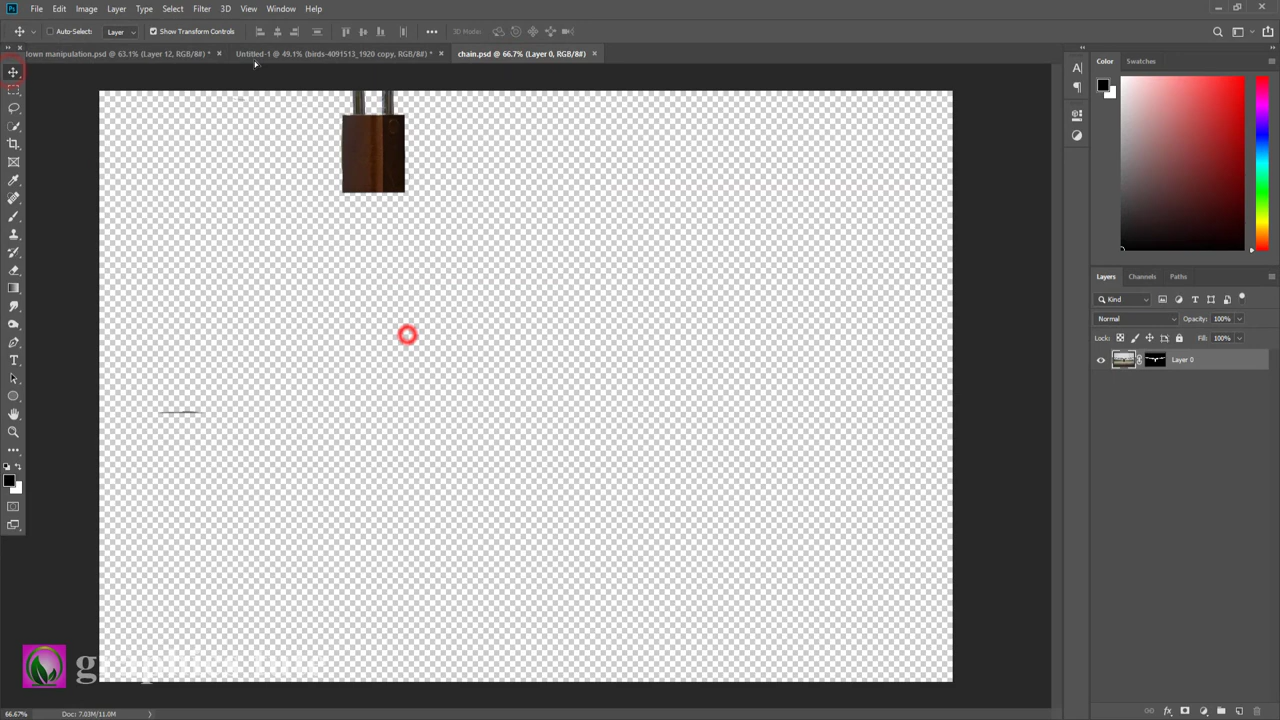 File Edit Image Layer Type Select Filter 3D View Window Help
Auto-Select: Layer Show Transform Controls 3D Mode:
own manipulation.psd @ 63.1% (Layer 12, RGB/8#) * Untitled-1 @ 49.1% (birds-4091513_1920 copy, RGB/8#) * chain.psd @ 66.7% (Layer 0, RGB/8#)
Color Swatches
Layers Channels Paths
Kind
Normal Opacity: 100%
Lock: Fill: 100%
Layer 0
66.67% Doc: 7.03M/11.0M